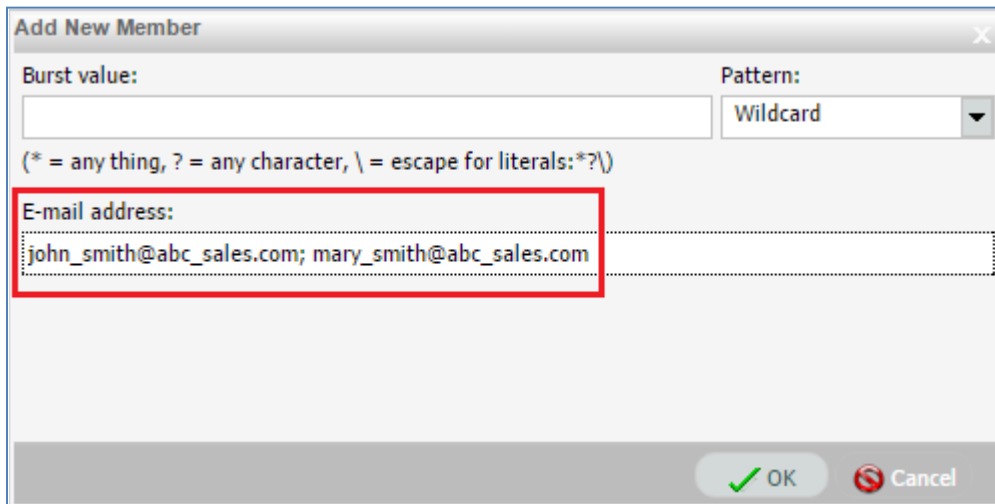 Add New Member
x
Burst value:
Pattern:
Wildcard
(* = any thing, ? = any character, \ = escape for literals:*?\)
E-mail address:
john_smith@abc_sales.com; mary_smith@abc_sales.com
OK
Cancel